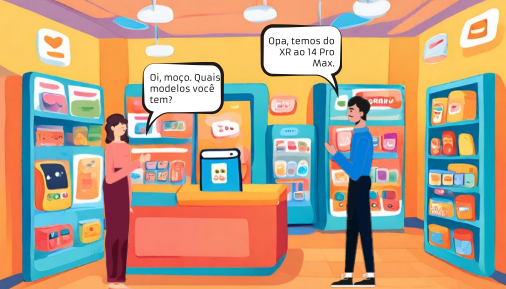 Oi, moço. Quais
modelos você
tem?
Opa, temos do
XR ao 14 Pro
Max.